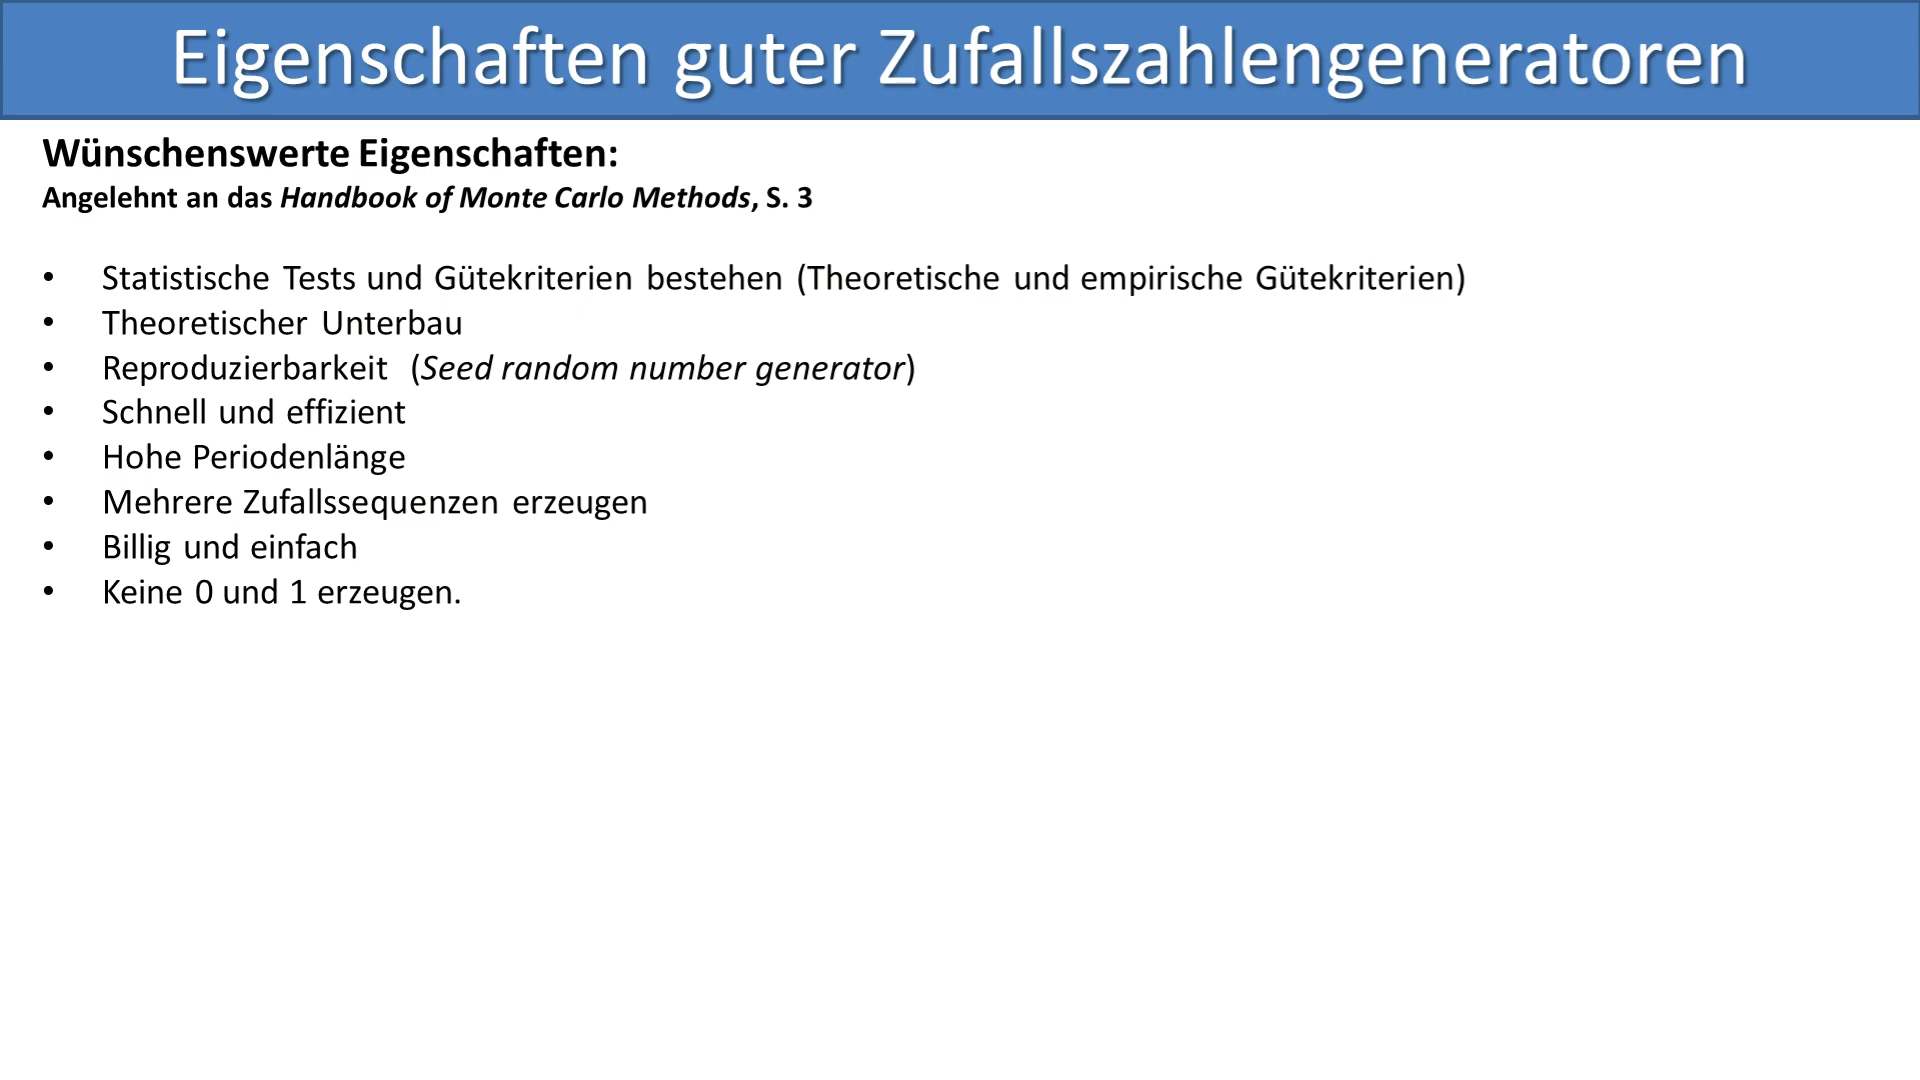 Eigenschaften guter Zufallszahlengeneratoren
Wünschenswerte Eigenschaften:
Angelehnt an das Handbook of Monte Carlo Methods, S. 3
• Statistische Tests und Gütekriterien bestehen (Theoretische und empirische Gütekriterien)
• Theoretischer Unterbau
• Reproduzierbarkeit (Seed random number generator)
• Schnell und effizient
• Hohe Periodenlänge
• Mehrere Zufallssequenzen erzeugen
• Billig und einfach
• Keine 0 und 1 erzeugen.